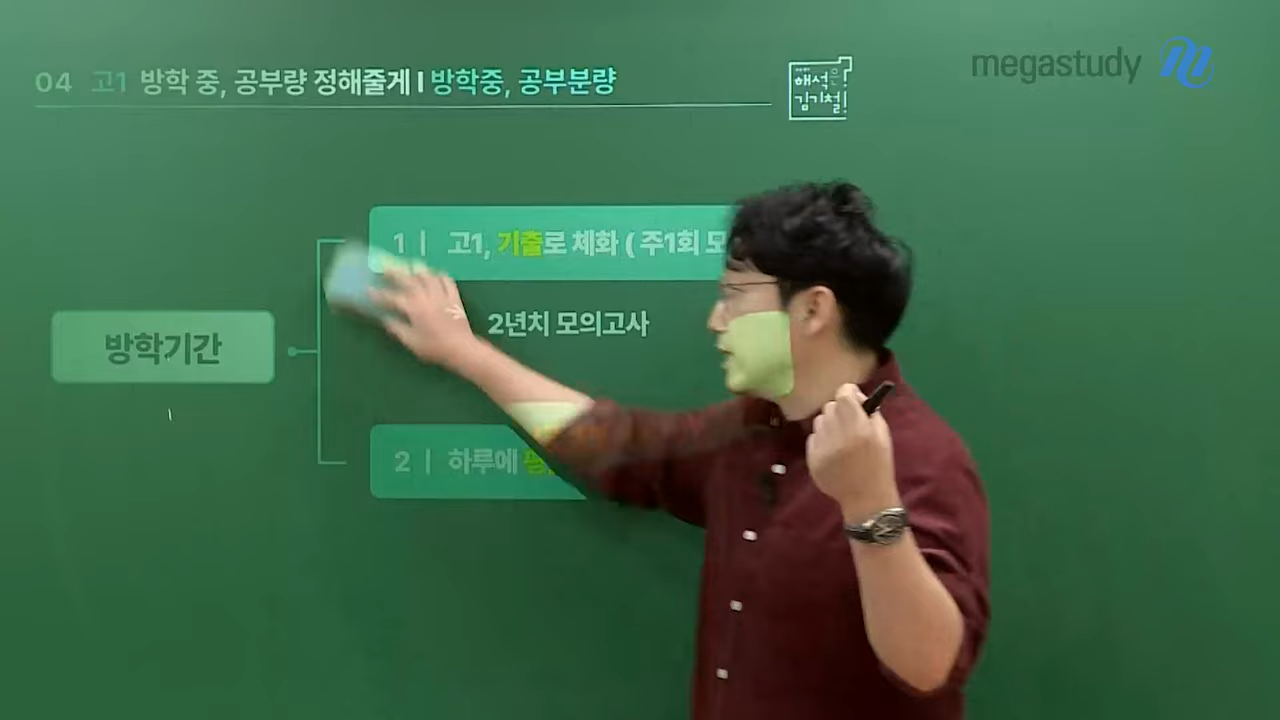 04 고1 방학 중, 공부량 정해줄게 | 방학중, 공부분량
해석은
김기철!
megastudy
1 | 고1, 기출로 체화 ( 주1회
→ 2년치 모의고사
방학기간
2 | 하루에